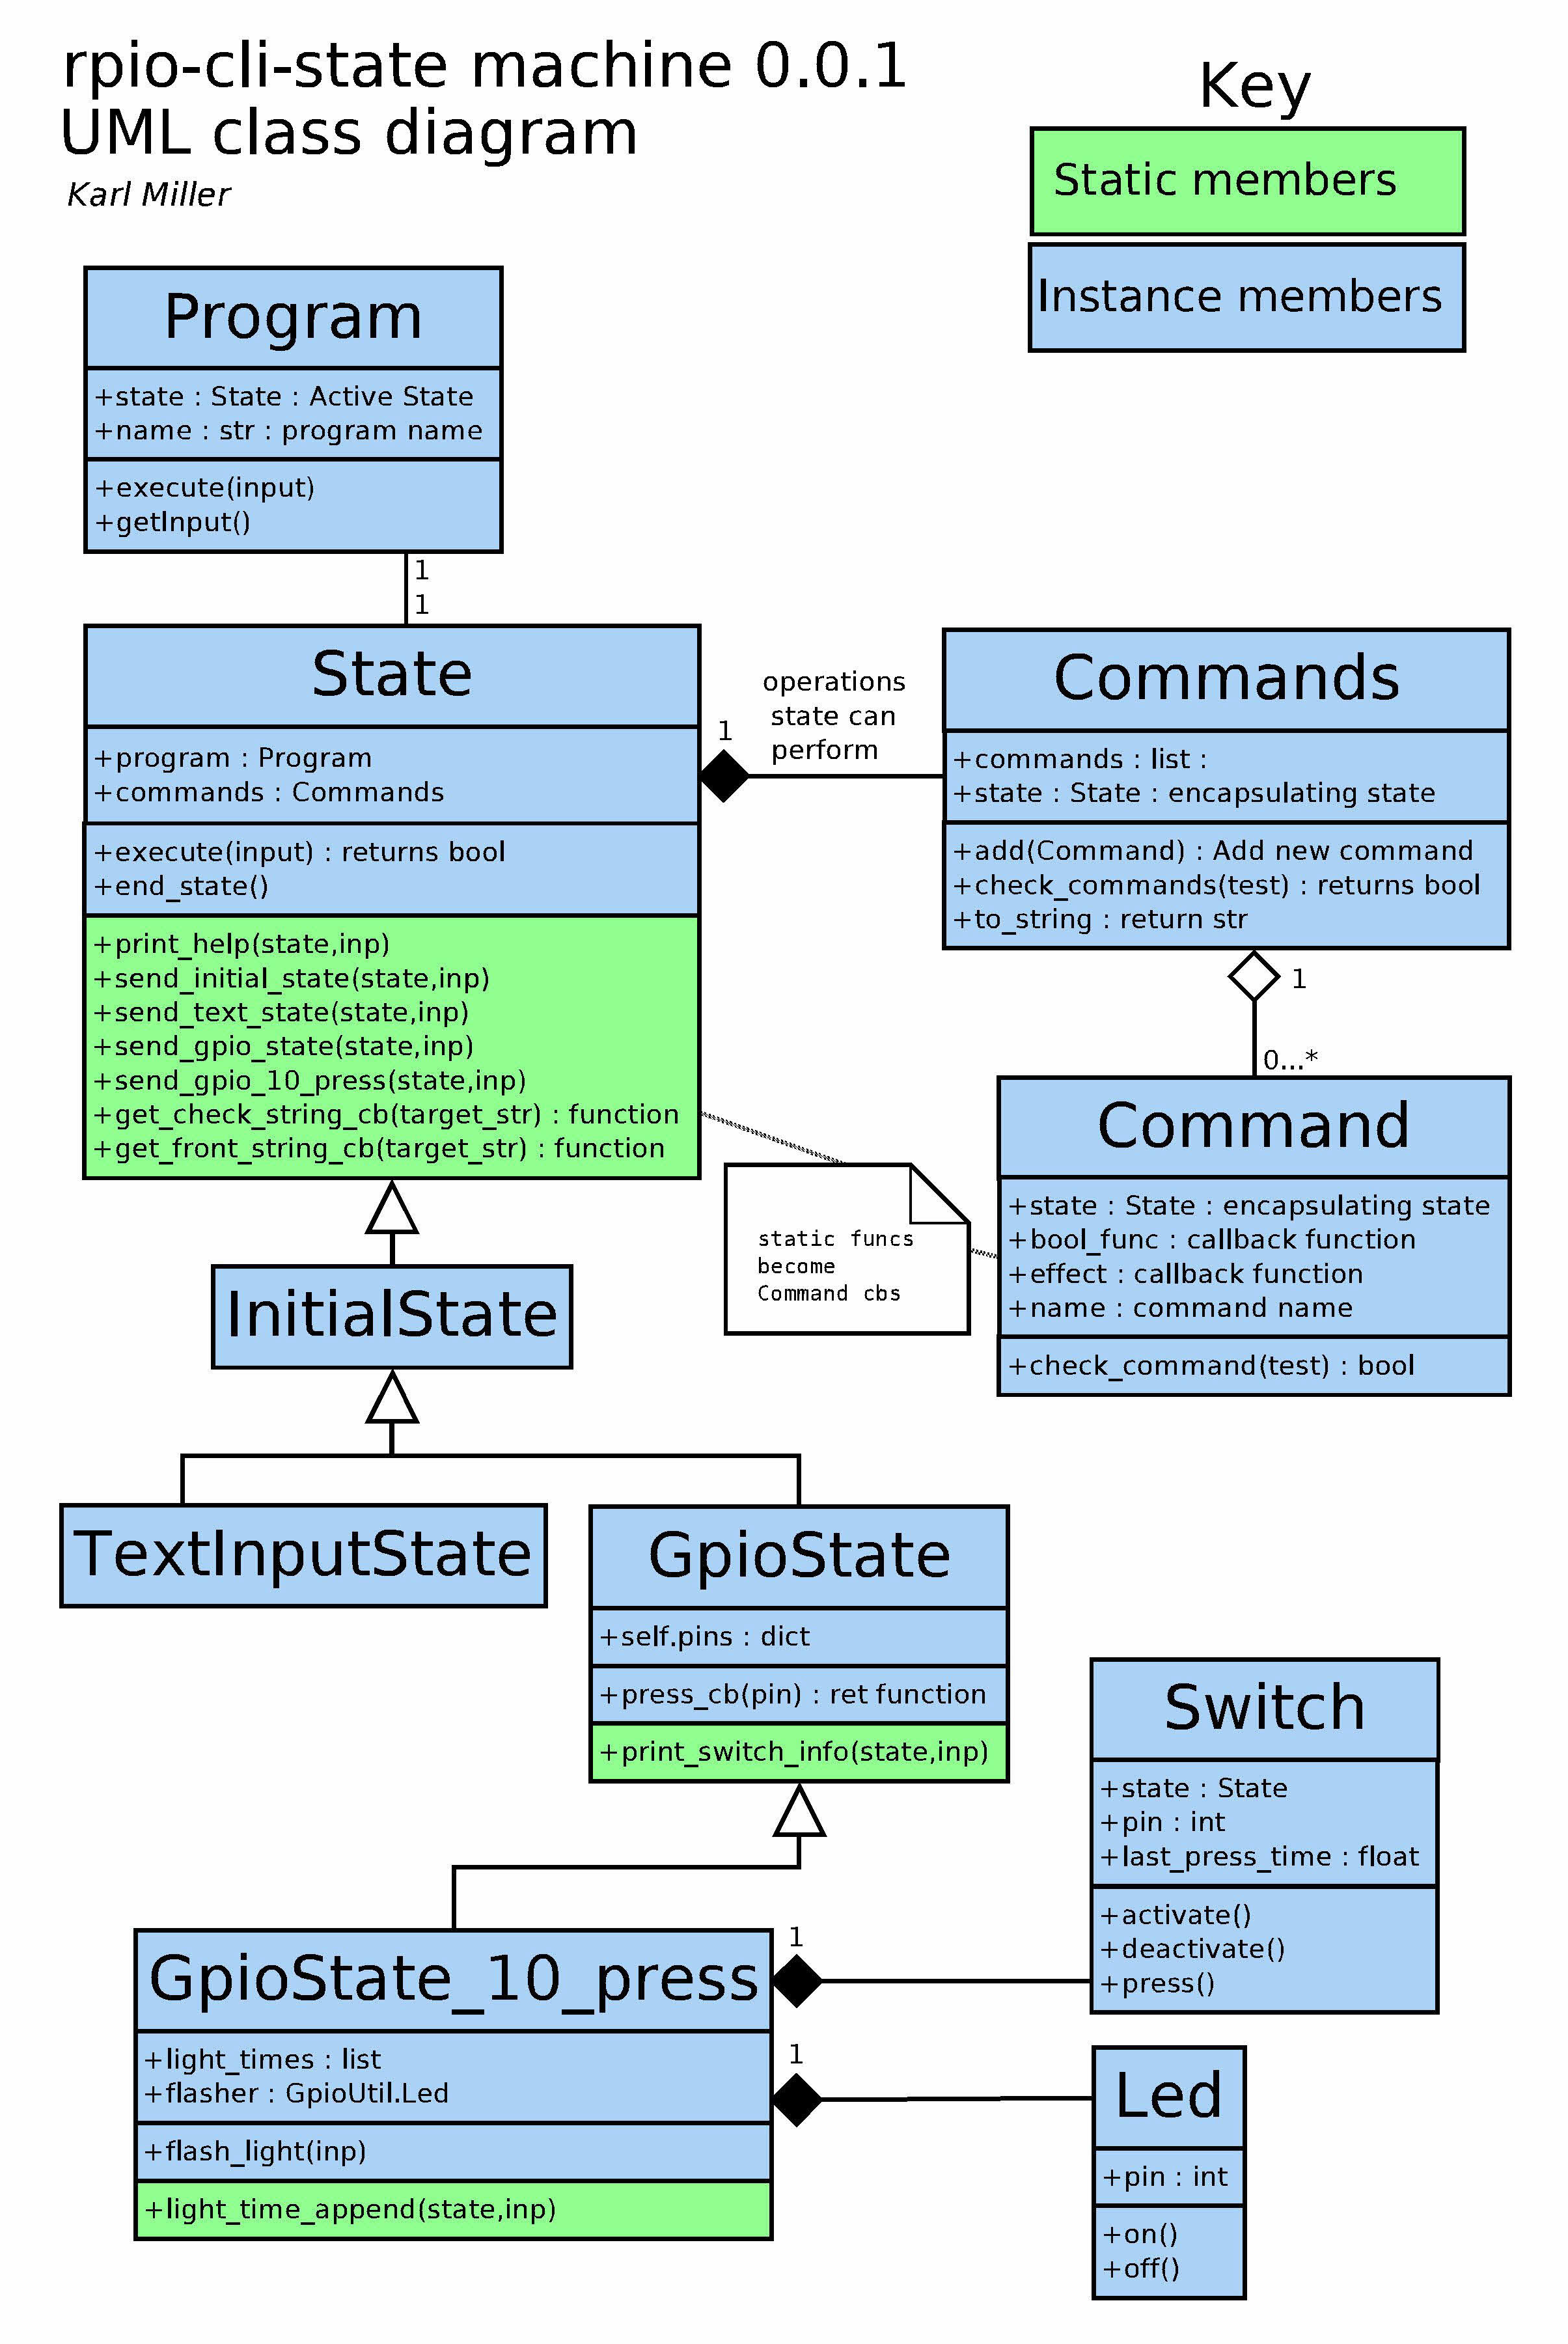 rpio-cli-state machine 0.0.1
UML class diagram
Karl Miller
Key
Static members
Instance members
Program
+state : State : Active State
+name : str : program name
+execute(input)
+getInput()
1
1
State
+program : Program
+commands : Commands
+execute(input) : returns bool
+end_state()
+print_help(state,inp)
+send_initial_state(state,inp)
+send_text_state(state,inp)
+send_gpio_state(state,inp)
+send_gpio_10_press(state,inp)
+get_check_string_cb(target_str) : function
+get_front_string_cb(target_str) : function
1
operations
state can
perform
Commands
+commands : list :
+state : State : encapsulating state
+add(Command) : Add new command
+check_commands(test) : returns bool
+to_string : return str
1
0...*
Command
+state : State : encapsulating state
+bool_func : callback function
+effect : callback function
+name : command name
+check_command(test) : bool
static funcs
become
Command cbs
InitialState
TextInputState
GpioState
+self.pins : dict
+press_cb(pin) : ret function
+print_switch_info(state,inp)
Switch
+state : State
+pin : int
+last_press_time : float
+activate()
+deactivate()
+press()
GpioState_10_press
+light_times : list
+flasher : GpioUtil.Led
+flash_light(inp)
+light_time_append(state,inp)
1
1
Led
+pin : int
+on()
+off()